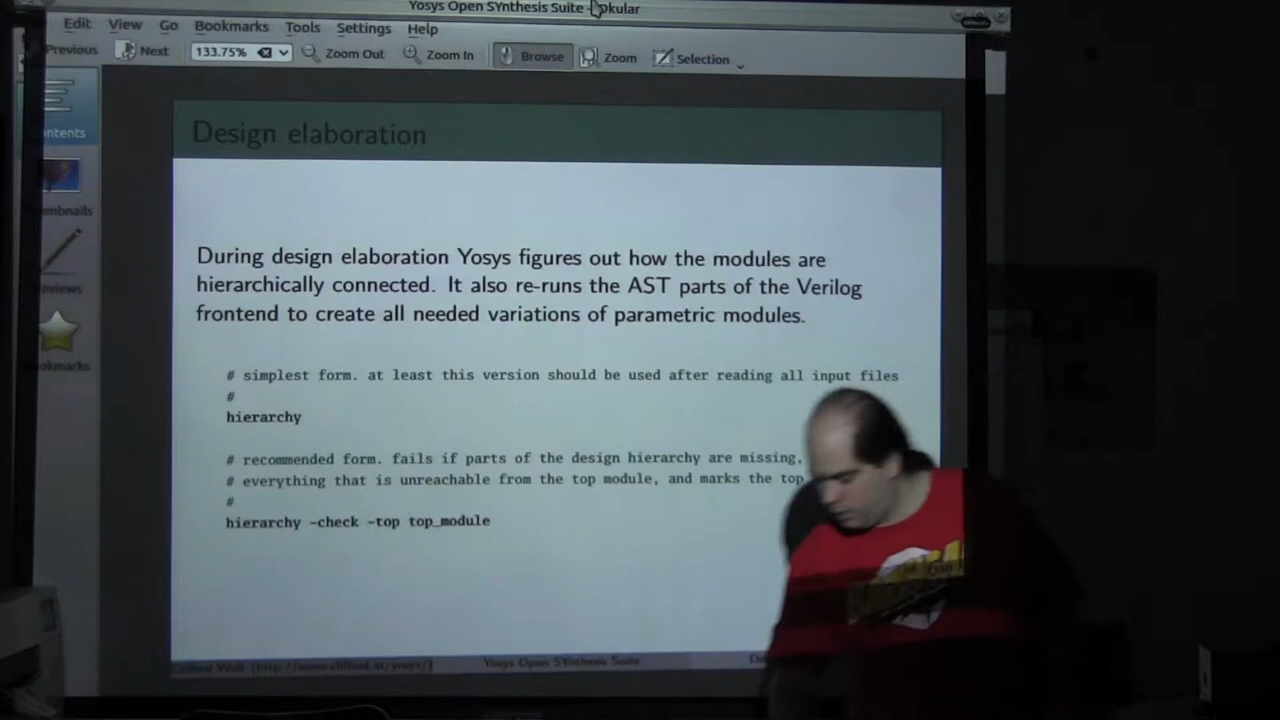 Yosys Open SYnthesis Suite - Okular
Edit View Go Bookmarks Tools Settings Help
Previous Next 133.75% Zoom Out Zoom In Browse Zoom Selection
Design elaboration
During design elaboration Yosys figures out how the modules are
hierarchically connected. It also re-runs the AST parts of the Verilog
frontend to create all needed variations of parametric modules.
# simplest form. at least this version should be used after reading all input files
#
hierarchy
# recommended form. fails if parts of the design hierarchy are missing,
# everything that is unreachable from the top module, and marks the top
#
hierarchy -check -top top_module
Yosys Open SYnthesis Suite